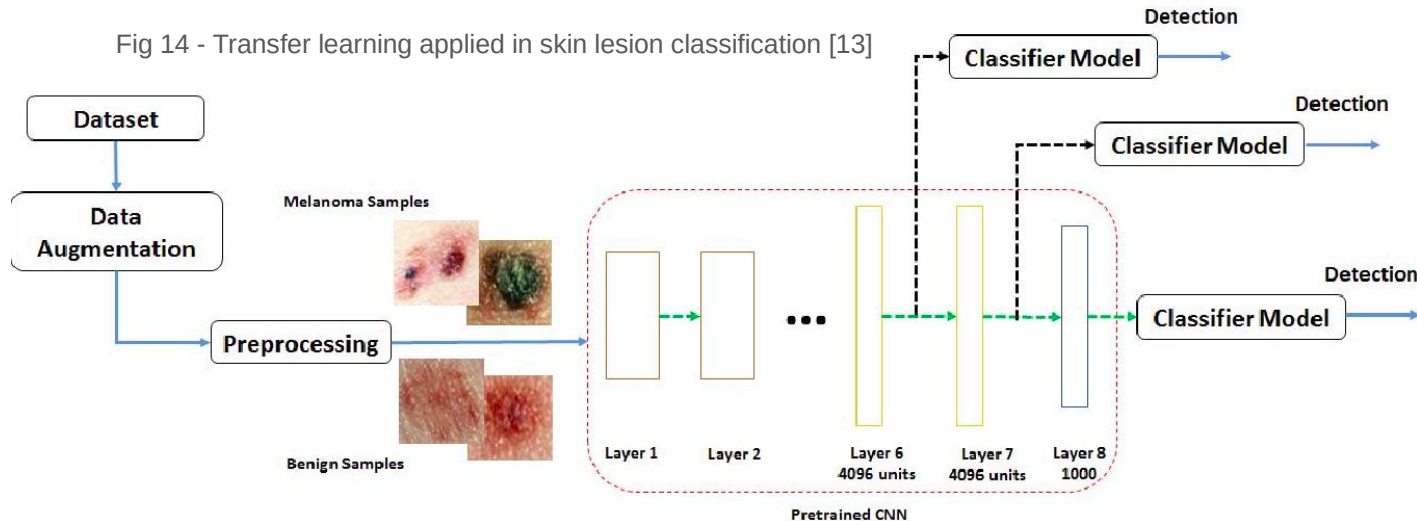 Fig 14 - Transfer learning applied in skin lesion classification [13]
Detection
Classifier Model
Detection
Classifier Model
Dataset
Data
Augmentation
Preprocessing
Melanoma Samples
Benign Samples
Detection
Classifier Model
Layer 1
Layer 2
Layer 6
4096 units
Layer 7
4096 units
Layer 8
1000
Pretrained CNN